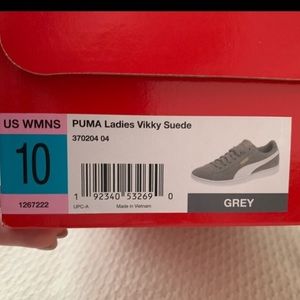 US WMNS
10
1267222
PUMA Ladies Vikky Suede
370204 04
1 92340 53269 0
UPC-A Made in Vietnam
GREY